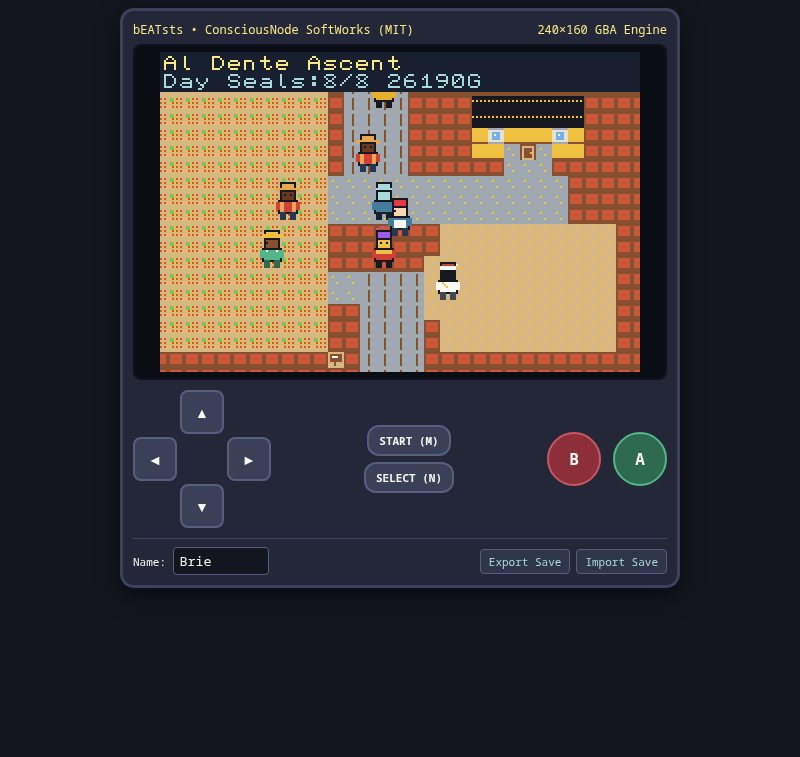 bEATsts • ConsciousNode SoftWorks (MIT)
240×160 GBA Engine
Al Dente Ascent
Day Seals:8/8 26190G
▲
◀
▶
▼
START (M)
SELECT (N)
B
A
Name:
Brie
Export Save
Import Save